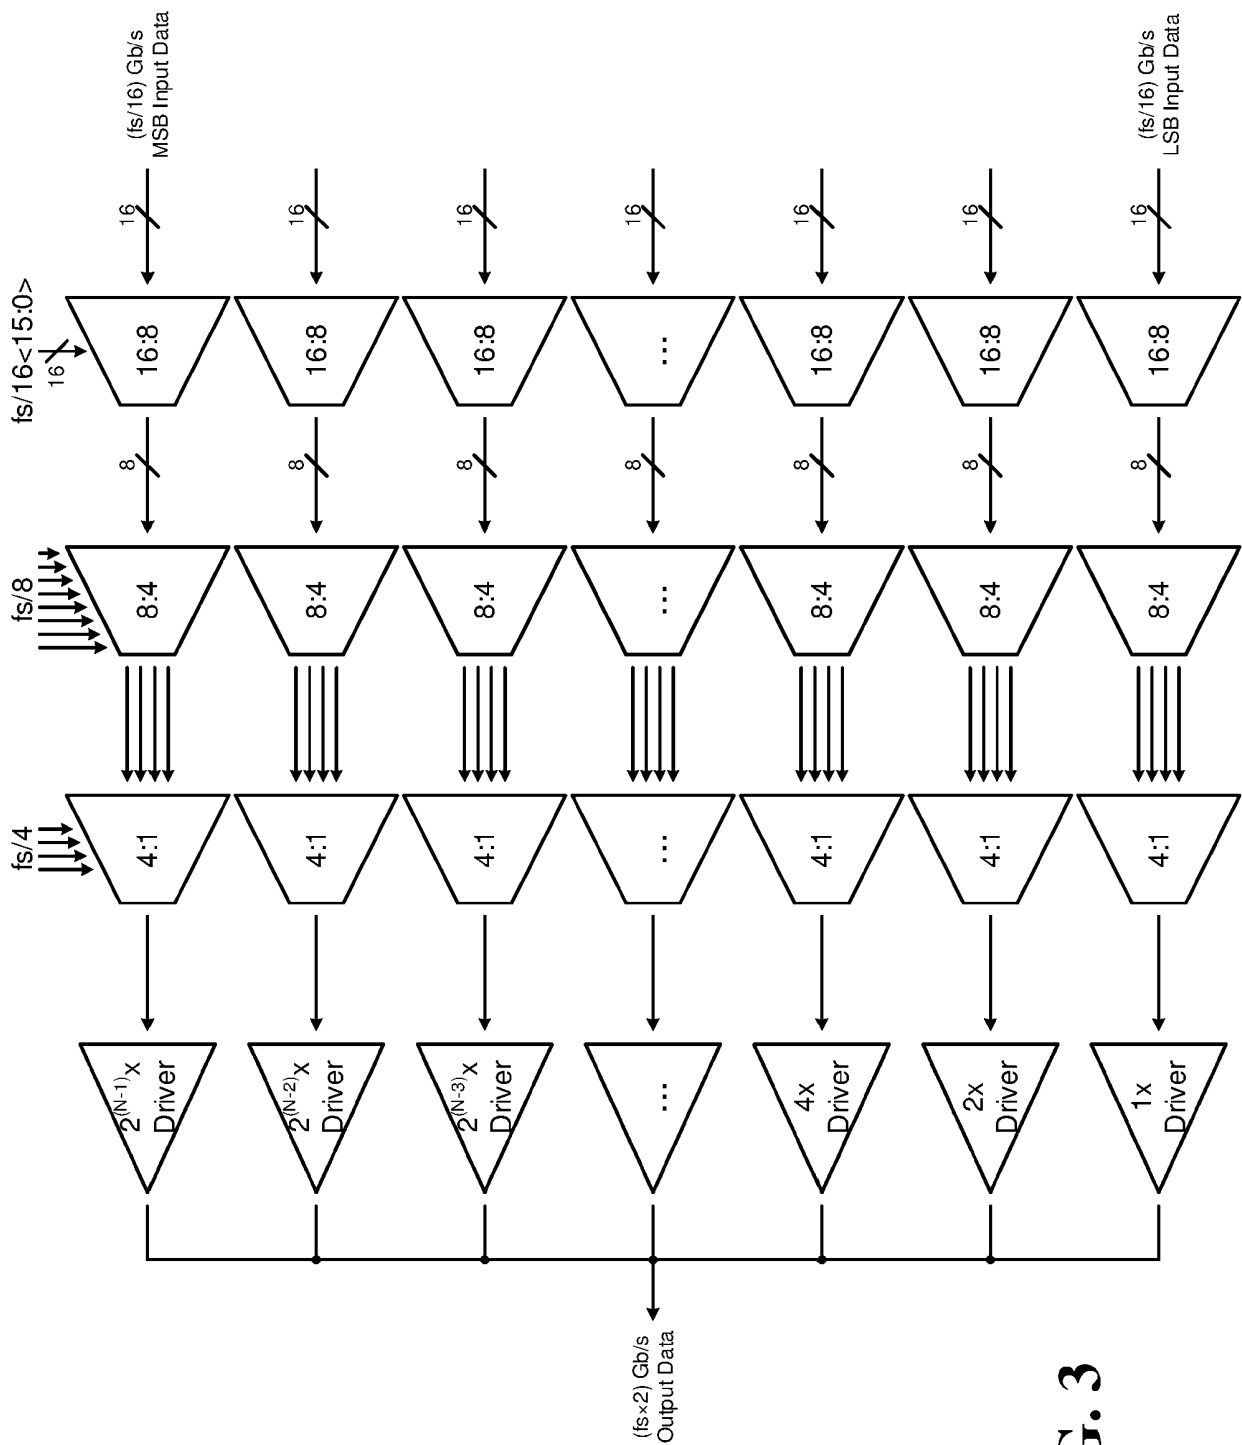 fs/4
fs/8
fs/16<15:0>
16
2(N-1)x
Driver
4:1
8:4
8
16:8
16
(fs/16) Gb/s
MSB Input Data
2(N-2)x
Driver
4:1
8:4
8
16:8
16
2(N-3)x
Driver
4:1
8:4
8
16:8
16
(fs×2) Gb/s
Output Data
...
...
...
8
...
16
4x
Driver
4:1
8:4
8
16:8
16
2x
Driver
4:1
8:4
8
16:8
16
1x
Driver
4:1
8:4
8
16:8
16
(fs/16) Gb/s
LSB Input Data
G. 3